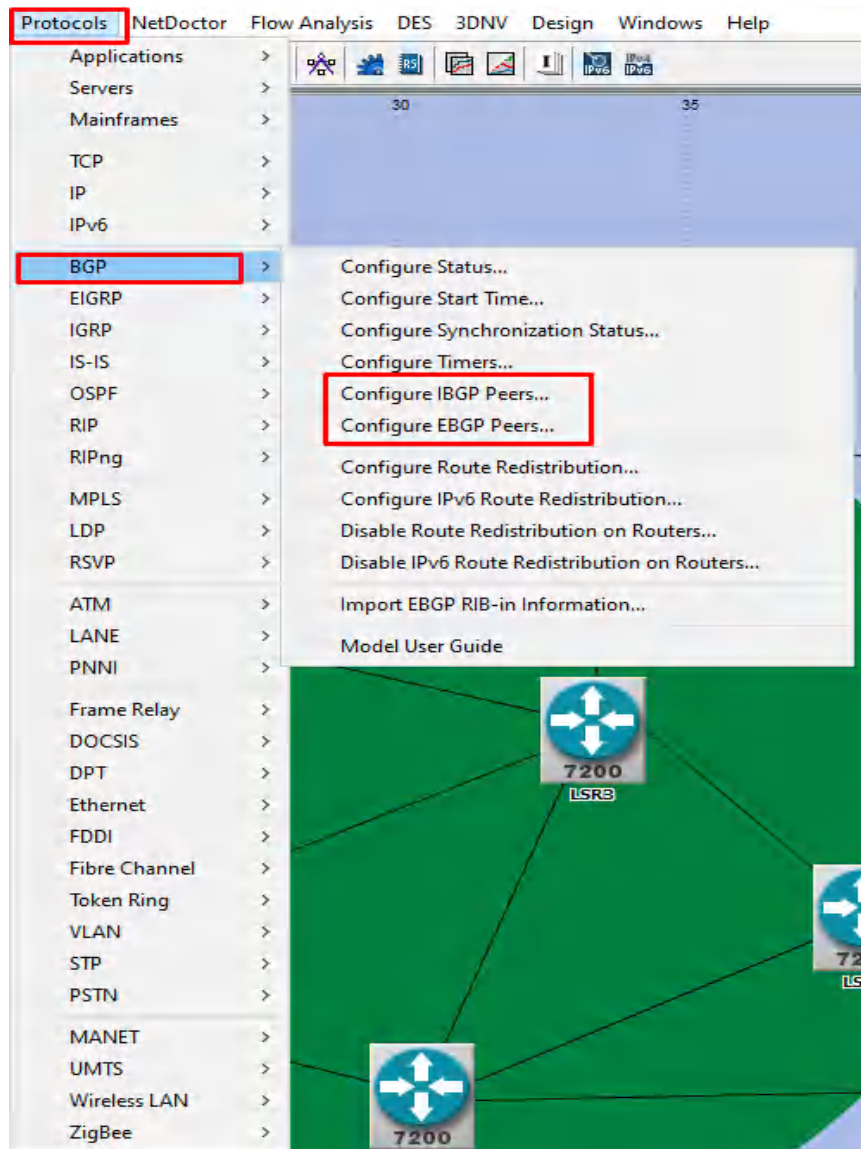 Protocols NetDoctor Flow Analysis DES 3DNV Design Windows Help
Applications
Servers
Mainframes
30 35
TCP
IP
IPv6
BGP
EIGRP
IGRP
IS-IS
OSPF
RIP
RIPng
MPLS
LDP
RSVP
ATM
LANE
PNNI
Frame Relay
DOCSIS
DPT
Ethernet
FDDI
Fibre Channel
Token Ring
VLAN
STP
PSTN
MANET
UMTS
Wireless LAN
ZigBee
Configure Status...
Configure Start Time...
Configure Synchronization Status...
Configure Timers...
Configure IBGP Peers...
Configure EBGP Peers...
Configure Route Redistribution...
Configure IPv6 Route Redistribution...
Disable Route Redistribution on Routers...
Disable IPv6 Route Redistribution on Routers...
Import EBGP RIB-in Information...
Model User Guide
7200
LSR3
72
LS
7200